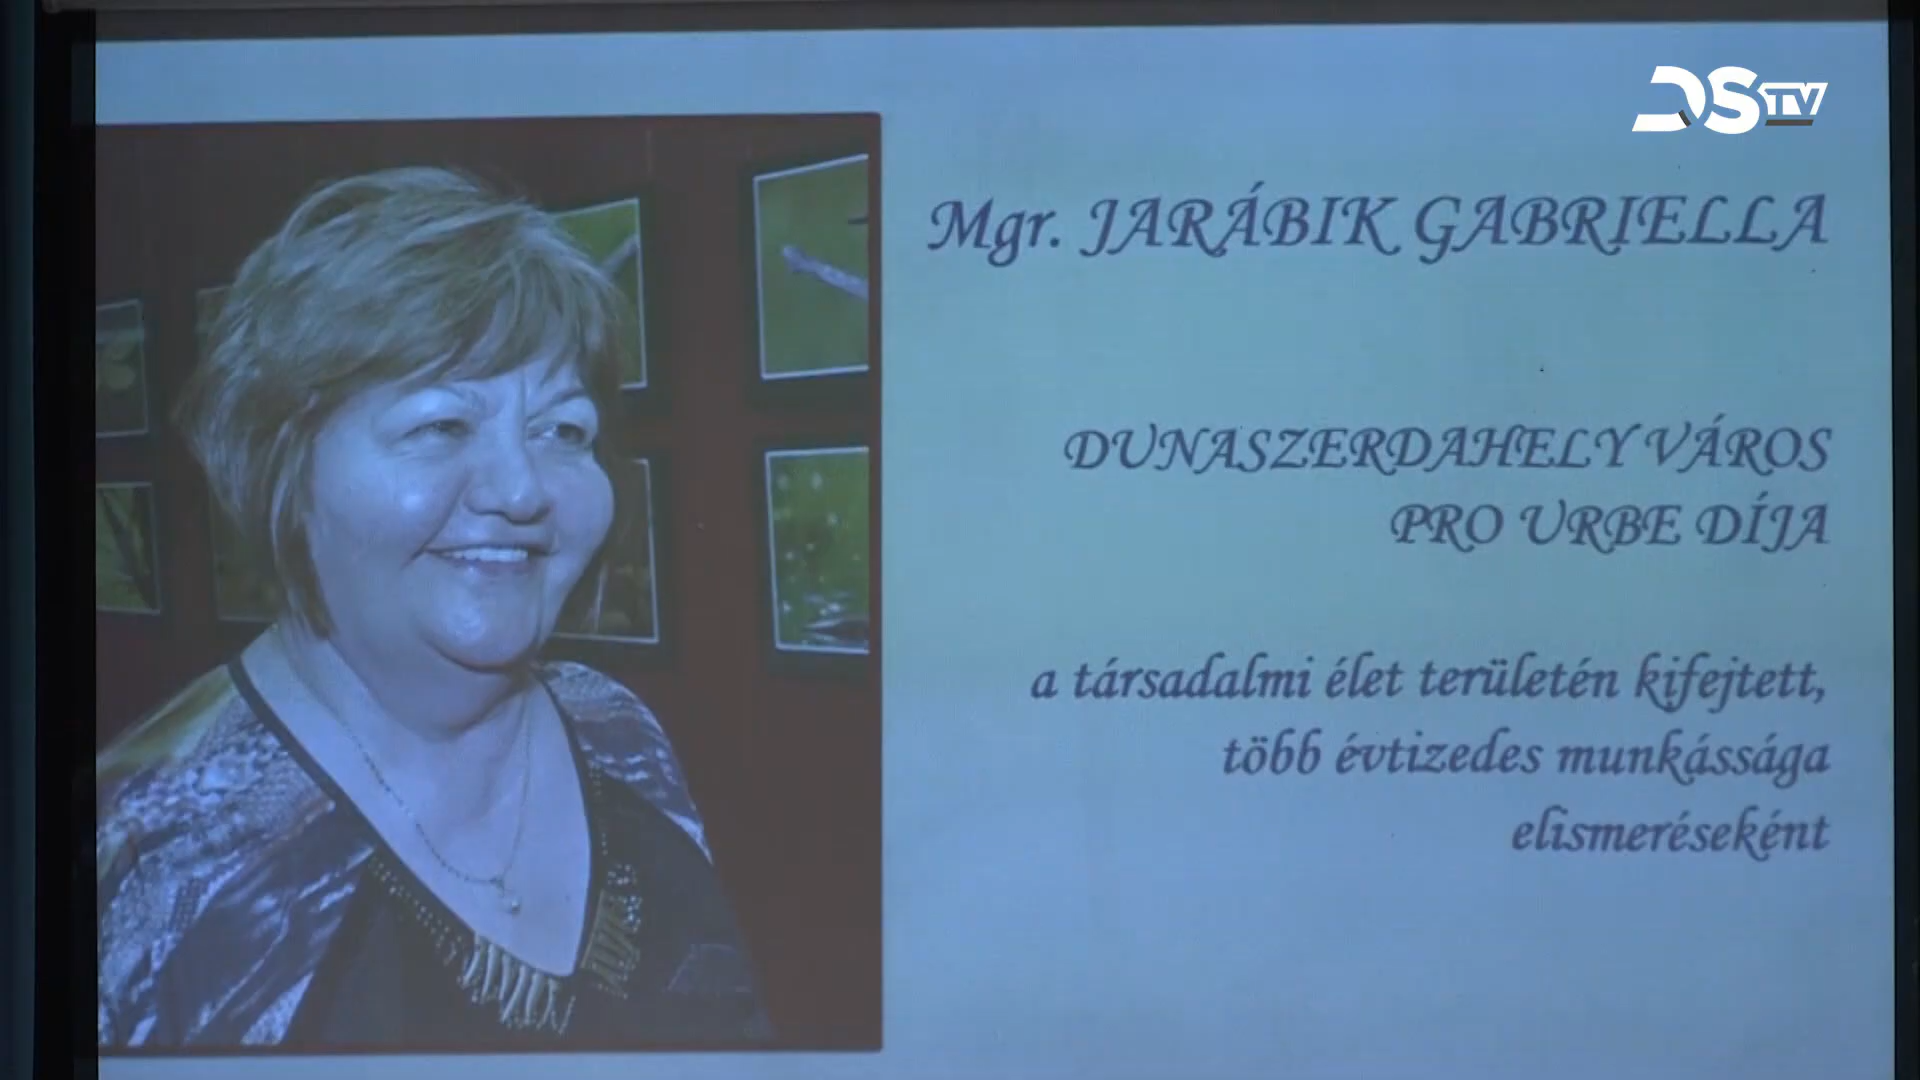 DSTV
Mgr. JARÁBIK GABRIELLA
DUNASZERDAHELY VÁROS
PRO URBE DÍJA
a társadalmi élet területén kifejtett,
több évtizedes munkássága
elismeréseként